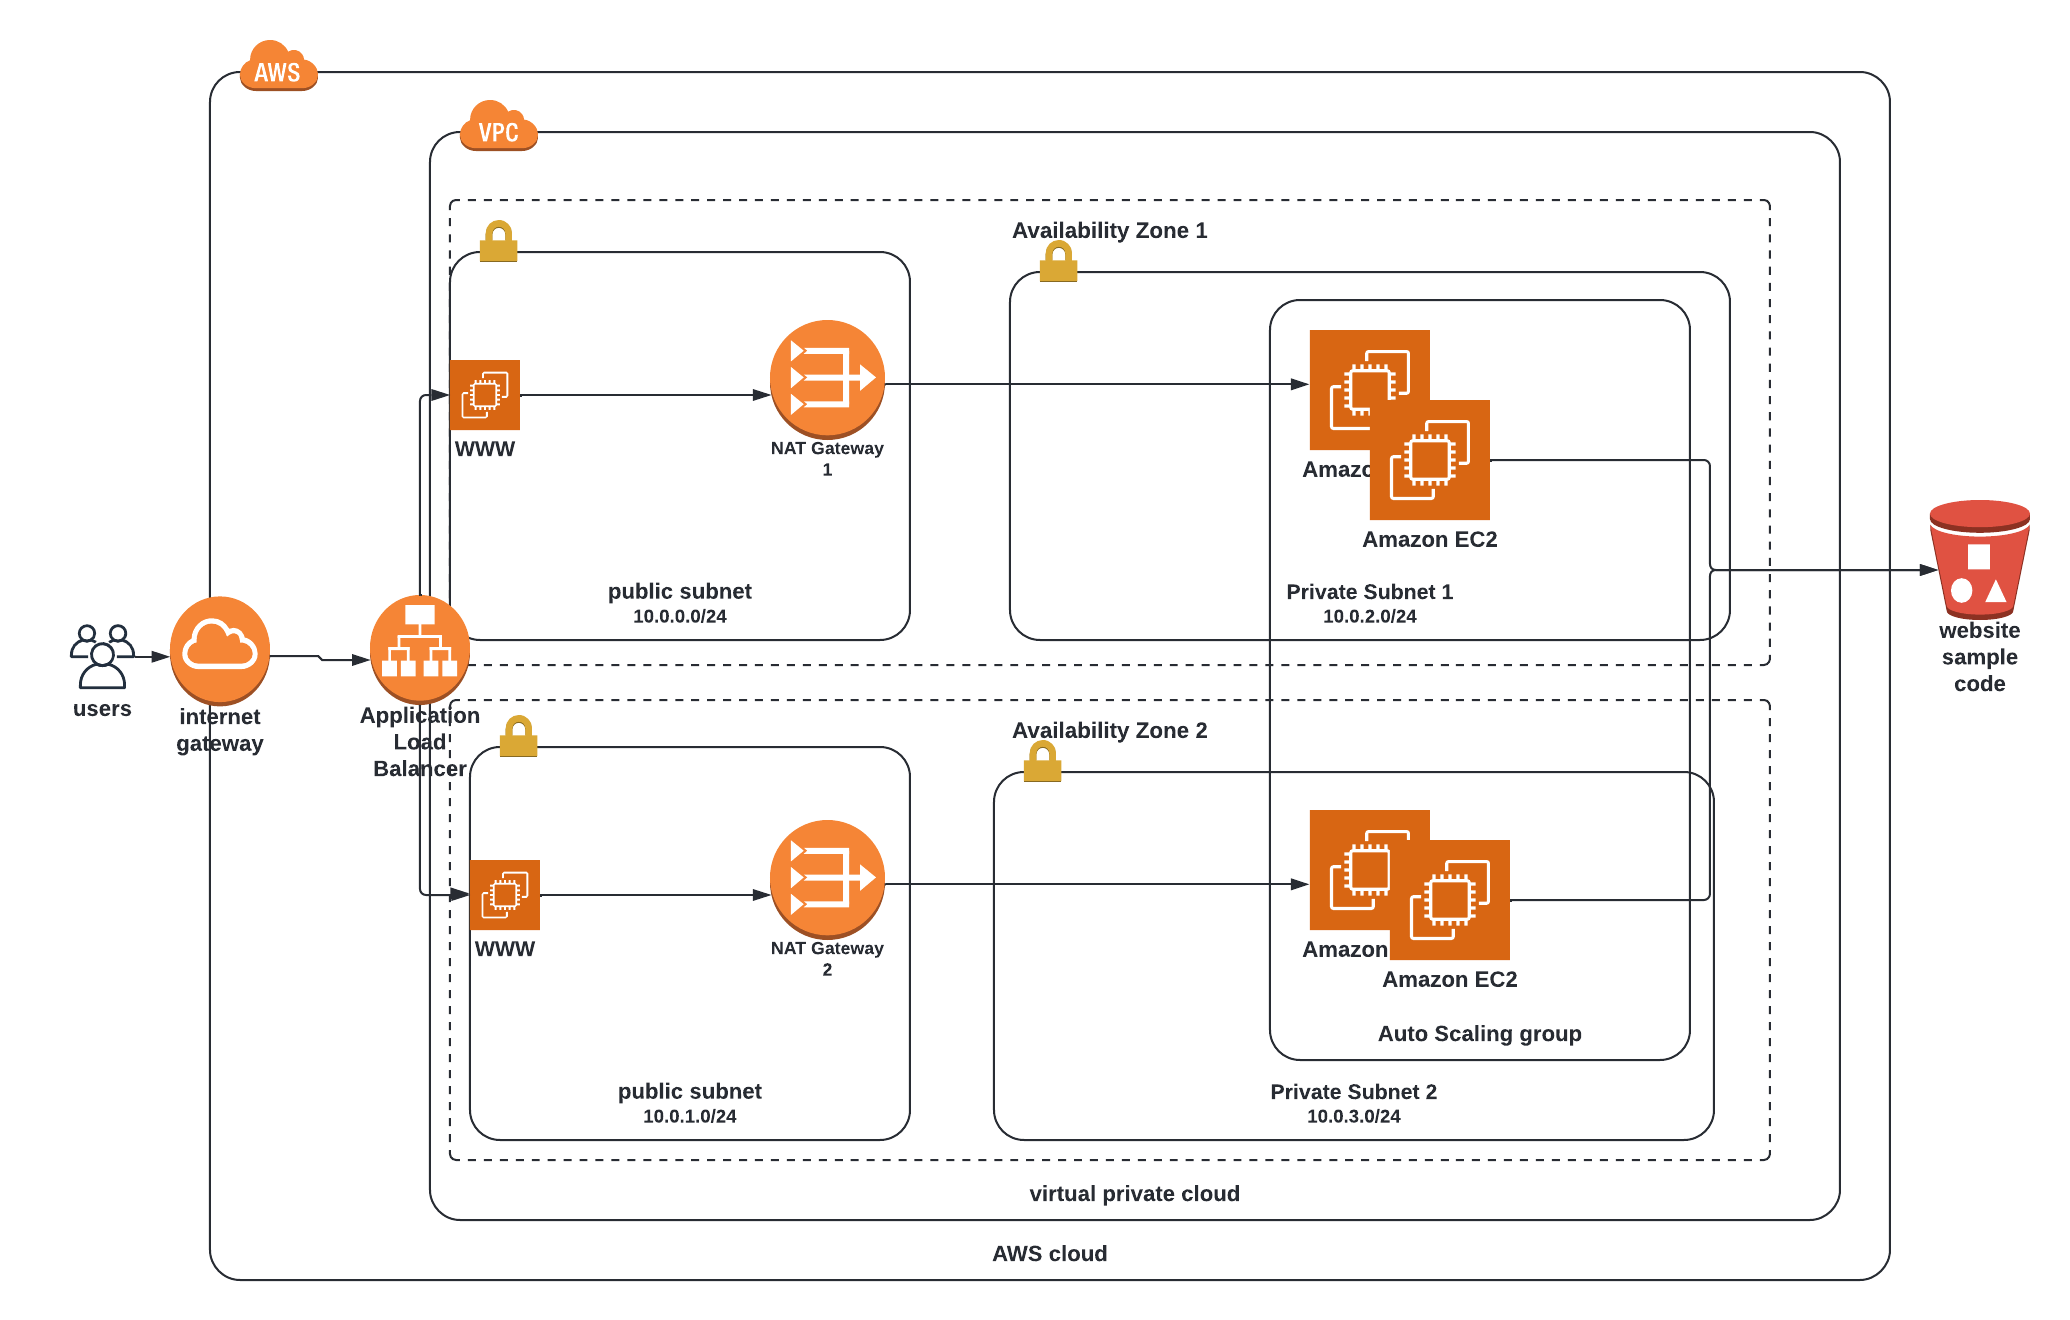 AWS
VPC
Availability Zone 1
WWW
NAT Gateway
1
Amazo
Amazon EC2
public subnet
10.0.0.0/24
Private Subnet 1
10.0.2.0/24
users
internet
gateway
Application
Load
Balancer
website
sample
code
Availability Zone 2
WWW
NAT Gateway
2
Amazon
Amazon EC2
Auto Scaling group
public subnet
10.0.1.0/24
Private Subnet 2
10.0.3.0/24
virtual private cloud
AWS cloud